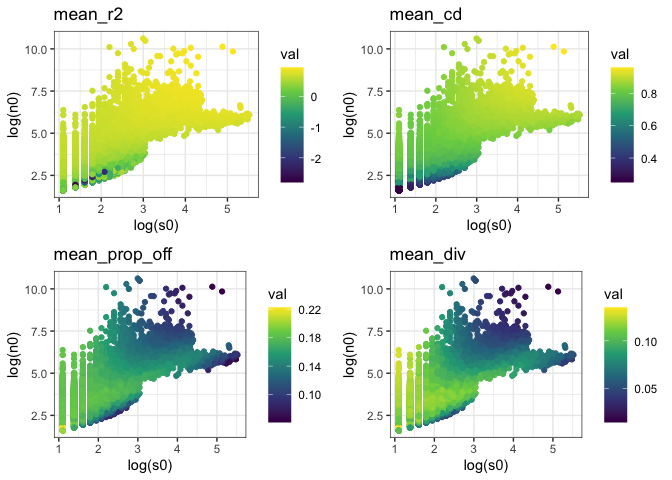 mean_r2
log(n0)
10.0
7.5
5.0
2.5
1 2 3 4 5
log(s0)
val
0
-1
-2
mean_cd
log(n0)
10.0
7.5
5.0
2.5
1 2 3 4 5
log(s0)
val
0.8
0.6
0.4
mean_prop_off
log(n0)
10.0
7.5
5.0
2.5
1 2 3 4 5
log(s0)
val
0.22
0.18
0.14
0.10
mean_div
log(n0)
10.0
7.5
5.0
2.5
1 2 3 4 5
log(s0)
val
0.10
0.05